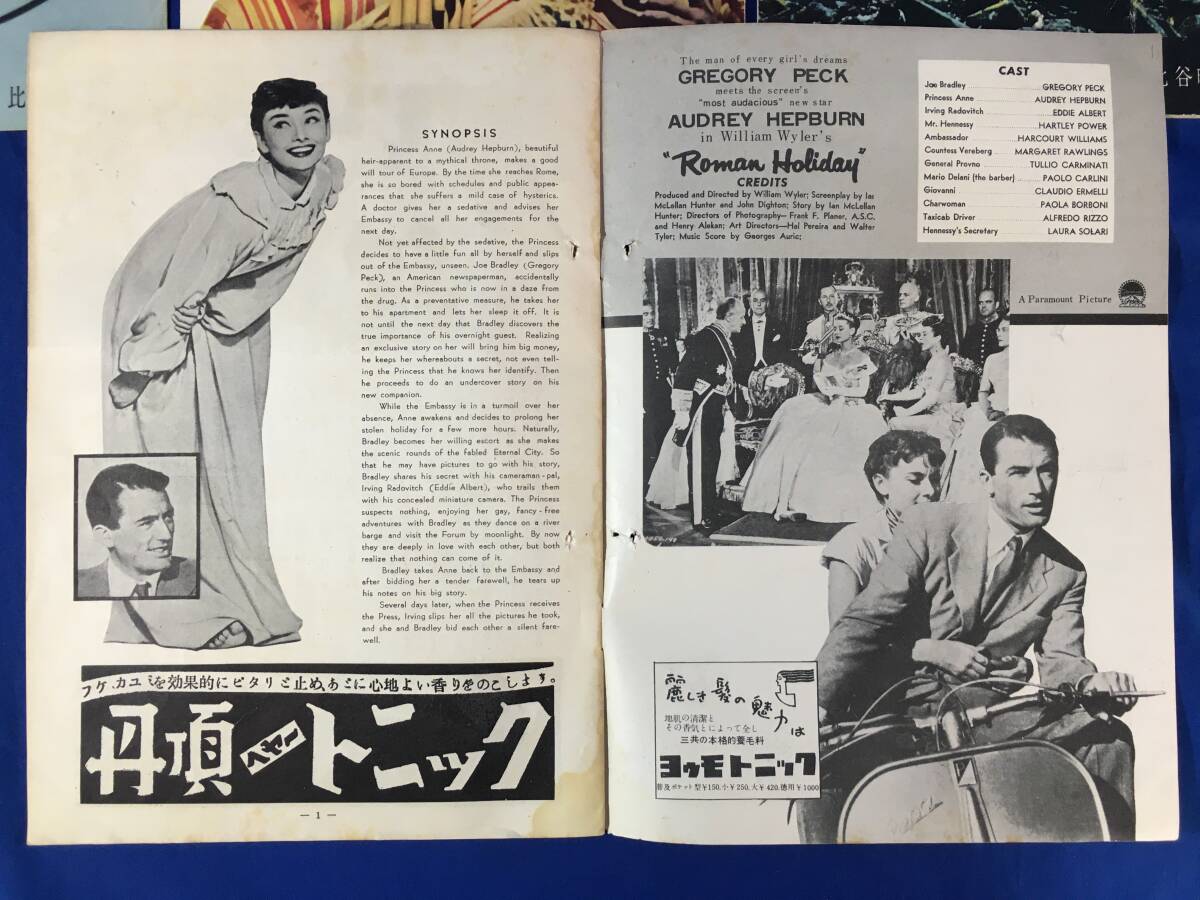 比
比谷
SYNOPSIS
Princess Anne (Audrey Hepburn), beautiful
heir-apparent to a mythical throne, makes a good
will tour of Europe. By the time she reaches Rome,
she is so bored with schedules and public appea-
rances that she suffers a mild case of hysterics.
A doctor gives her a sedative and advises her
Embassy to cancel all her engagements for the
next day.
Not yet affected by the sedative, the Princess
decides to have a little fun all by herself and slips
out of the Embassy, unseen. Joe Bradley (Gregory
Peck), an American newspaperman, accidentally
runs into the Princess who is now in a daze from
the drug. As a preventative measure, he takes her
to his apartment and lets her sleep it off. It is
not until the next day that Bradley discovers the
true importance of his overnight guest. Realizing
an exclusive story on her will bring him big money,
he keeps her whereabouts a secret, not even tell-
ing the Princess that he knows her identify. Then
he proceeds to do an undercover story on his
new companion.
While the Embassy is in a turmoil over her
absence, Anne awakens and decides to prolong her
stolen holiday for a few more hours. Naturally,
Bradley becomes her willing escort as she makes
the scenic rounds of the fabled Eternal City. So
that he may have pictures to go with his story,
Bradley shares his secret with his cameraman-pal,
Irving Radovitch (Eddie Albert), who trails them
with his concealed miniature camera. The Princess
suspects nothing, enjoying her gay, fancy-free
adventures with Bradley as they dance on a river
barge and visit the Forum by moonlight. By now
they are deeply in love with each other, but both
realize that nothing can come of it.
Bradley takes Anne back to the Embassy and
after bidding her a tender farewell, he tears up
his notes on his big story.
Several days later, when the Princess receives
the Press, Irving slips her all the pictures he took,
and she and Bradley bid each other a silent fare-
well.
フケ、カユミを効果的にピタリと止め、あとに心地よい香りをのこします。
丹頂ヘヤートニック
— 1 —
The man of every girl's dreams
GREGORY PECK
meets the screen's
"most audacious" new star
AUDREY HEPBURN
in William Wyler's
"Roman Holiday"
CREDITS
Produced and Directed by William Wyler; Screenplay by Ian
McLellan Hunter and John Dighton; Story by Ian McLellan
Hunter; Directors of Photography— Frank F. Planer, A.S.C.
and Henry Alekan; Art Directors—Hal Pereira and Walter
Tyler; Music Score by Georges Auric;
CAST
Joe Bradley GREGORY PECK
Princess Anne AUDREY HEPBURN
Irving Radovitch EDDIE ALBERT
Mr. Hennessy HARTLEY POWER
Ambassador HARCOURT WILLIAMS
Countess Vereberg MARGARET RAWLINGS
General Provno TULLIO CARMINATI
Mario Delani (the barber) PAOLO CARLINI
Giovanni CLAUDIO ERMELLI
Charwoman PAOLA BORBONI
Taxicab Driver ALFREDO RIZZO
Hennessy's Secretary LAURA SOLARI
A Paramount Picture
麗しき髪の魅力は
地肌の清潔と
その香気とによって全し
三共の本格的養毛料
ヨウモトニック
普及ポケット型¥150.小¥250.大¥420.徳用¥1000